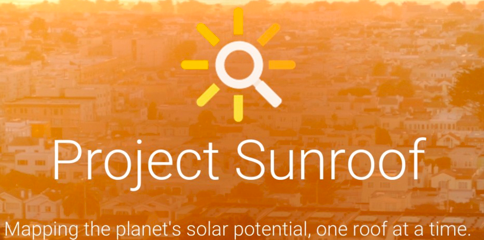 Project Sunroof
Mapping the planet's solar potential, one roof at a time.